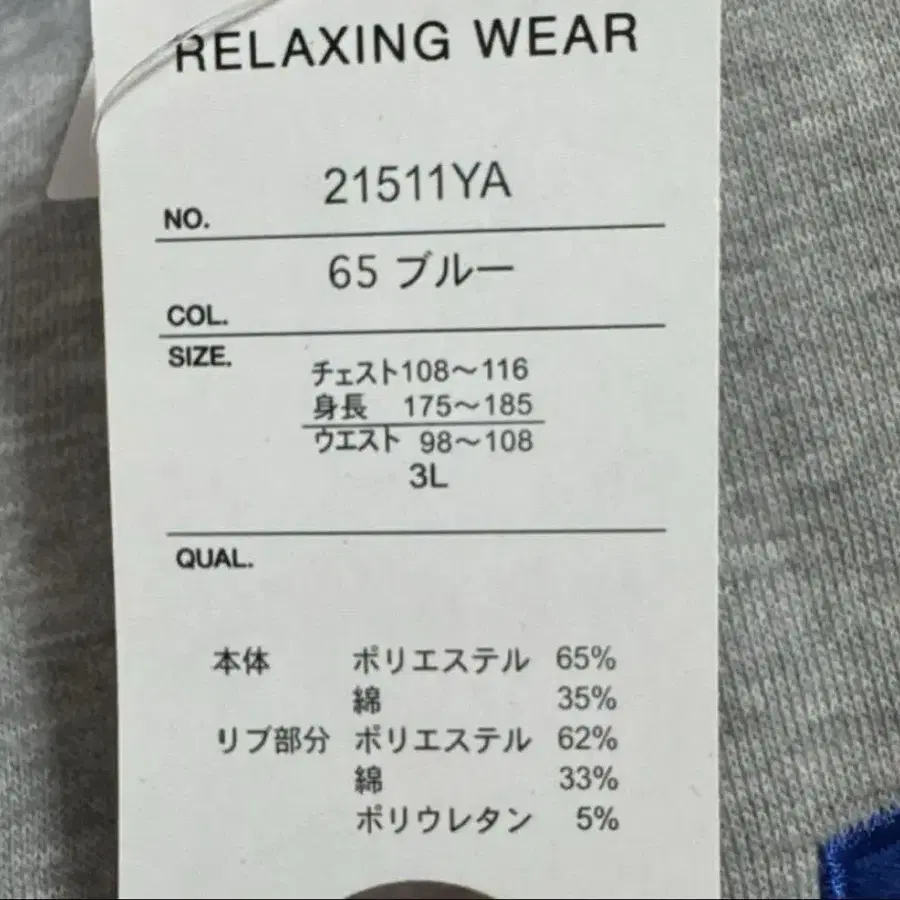 RELAXING WEAR
21511YA
NO.
65 ブルー
COL.
SIZE.
チェスト108～116
身長 175～185
ウエスト 98～108
3L
QUAL.
本体 ポリエステル 65%
綿 35%
リブ部分 ポリエステル 62%
綿 33%
ポリウレタン 5%